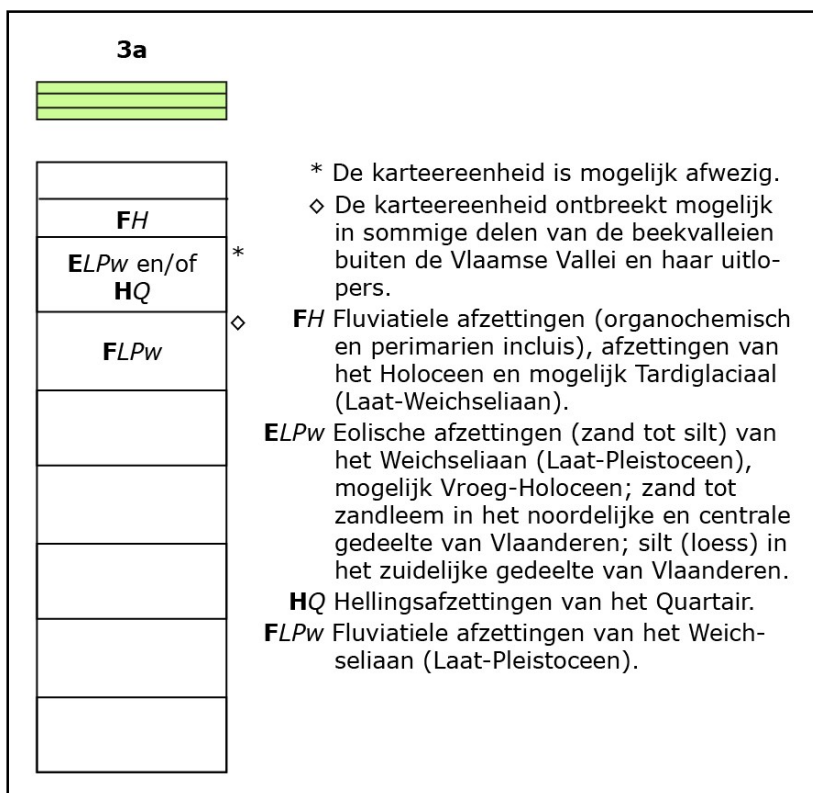 3a
FH
ELPw en/of
HQ
*
FLPw
◇
* De karteereenheid is mogelijk afwezig.
◇ De karteereenheid ontbreekt mogelijk
in sommige delen van de beekvalleien
buiten de Vlaamse Vallei en haar uitlo-
pers.
FH Fluviatiele afzettingen (organochemisch
en perimarien incluis), afzettingen van
het Holoceen en mogelijk Tardiglaciaal
(Laat-Weichseliaan).
ELPw Eolische afzettingen (zand tot silt) van
het Weichseliaan (Laat-Pleistoceen),
mogelijk Vroeg-Holoceen; zand tot
zandleem in het noordelijke en centrale
gedeelte van Vlaanderen; silt (loess) in
het zuidelijke gedeelte van Vlaanderen.
HQ Hellingsafzettingen van het Quartair.
FLPw Fluviatiele afzettingen van het Weich-
seliaan (Laat-Pleistoceen).